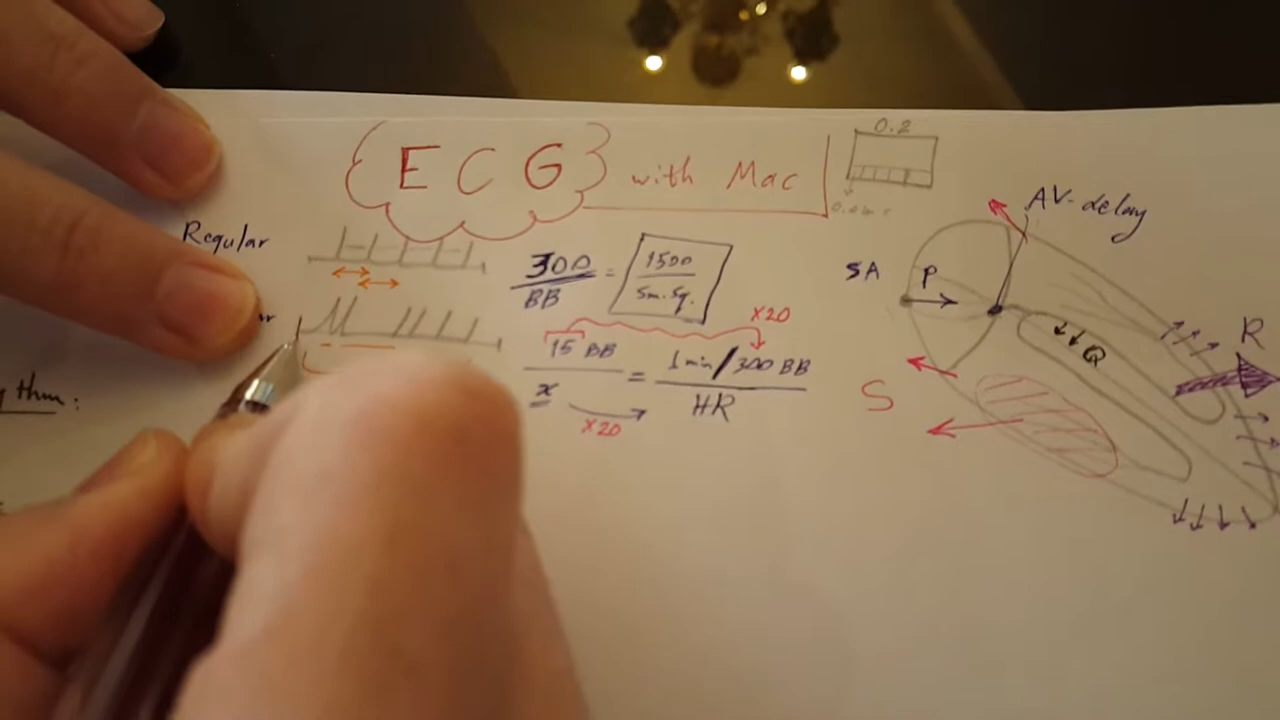 ECG with Mac
0.2
Regular
300
BB
=
1500
Sm.Sq.
X20
15 BB
x
=
1 min/300 BB
HR
X20
AV-delay
SA
P
Q
R
S
thm: